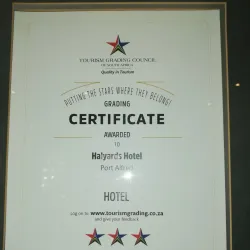 TOURISM GRADING COUNCIL
OF SOUTH AFRICA
Quality in Tourism
PUTTING THE STARS WHERE THEY BELONG!
GRADING
CERTIFICATE
AWARDED
TO
Halyards Hotel
Port Alfred
HOTEL
Log on to www.tourismgrading.co.za
and give your feedback